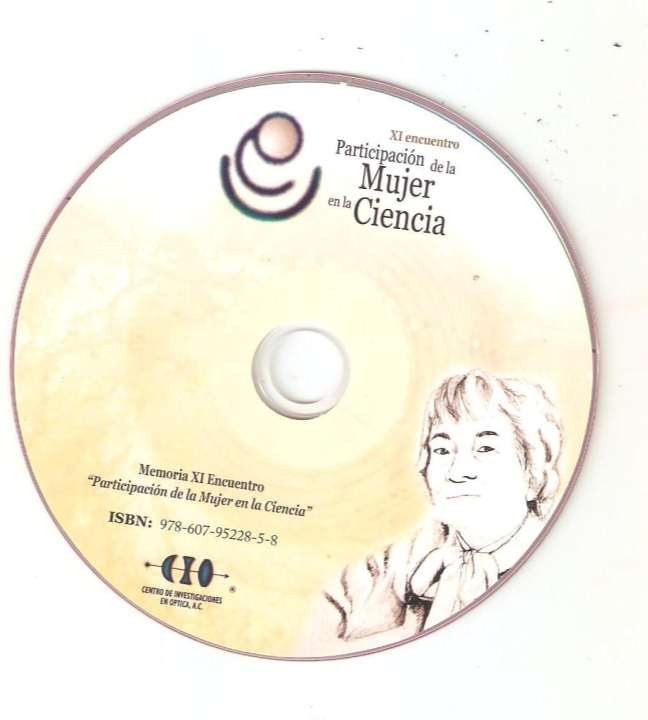 XI encuentro
Participación de la
Mujer
en la Ciencia
Memoria XI Encuentro
"Participación de la Mujer en la Ciencia"
ISBN: 978-607-95228-5-8
CIO
®
CENTRO DE INVESTIGACIONES
EN OPTICA, A.C.